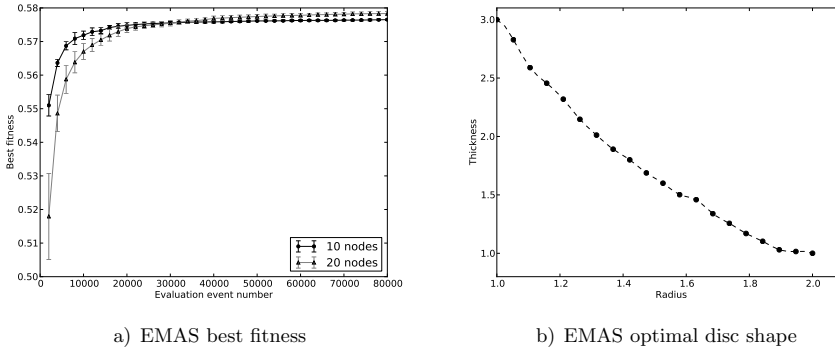 0.58
0.57
0.56
0.55
0.54
0.53
0.52
0.51
0.50
Best fitness
0 10000 20000 30000 40000 50000 60000 70000 80000
Evaluation event number
10 nodes
20 nodes
3.0
2.5
2.0
1.5
1.0
Thickness
1.0 1.2 1.4 1.6 1.8 2.0
Radius
a) EMAS best fitness
b) EMAS optimal disc shape